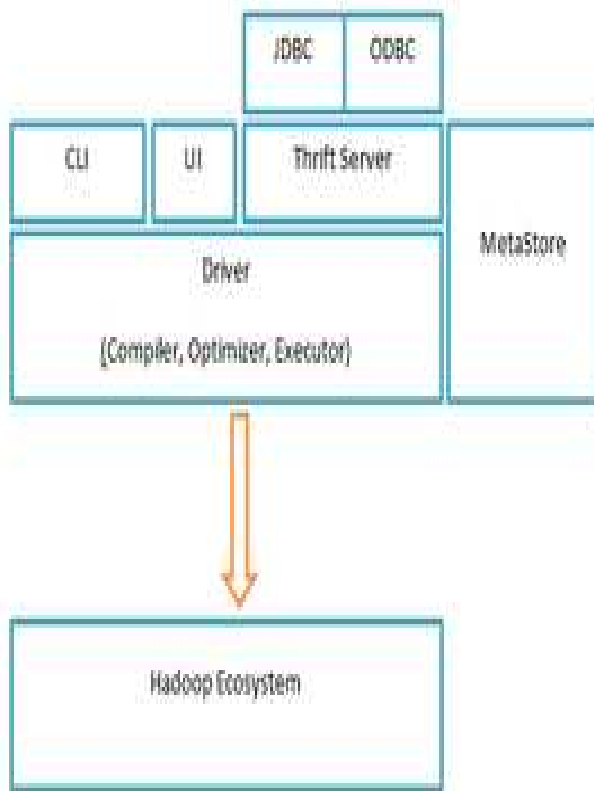 JDBC
ODBC
CLI
UI
Thrift Server
MetaStore
Driver
(Compiler, Optimizer, Executor)
Hadoop Ecosystem